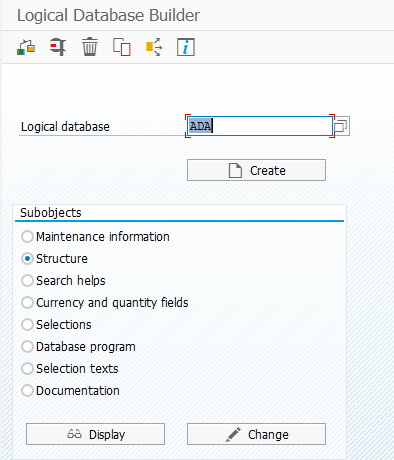 Logical Database Builder
Logical database ADA
Create
Subobjects
Maintenance information
Structure
Search helps
Currency and quantity fields
Selections
Database program
Selection texts
Documentation
Display Change